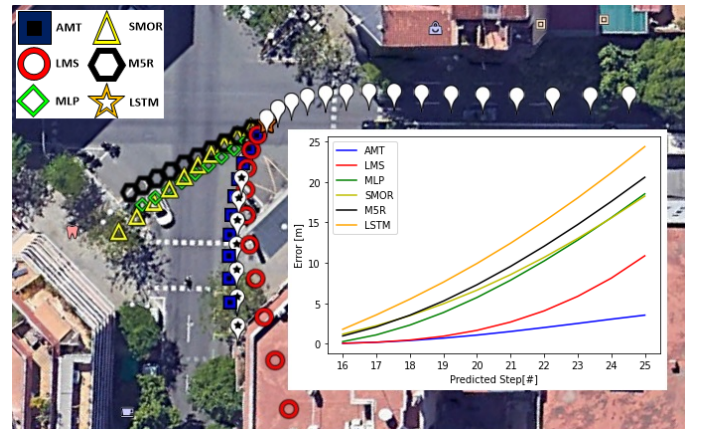 AMT SMOR
LMS M5R
MLP LSTM
25
20
15
10
5
0
Error [m]
AMT
LMS
MLP
SMOR
M5R
LSTM
16 17 18 19 20 21 22 23 24 25
Predicted Step[#]